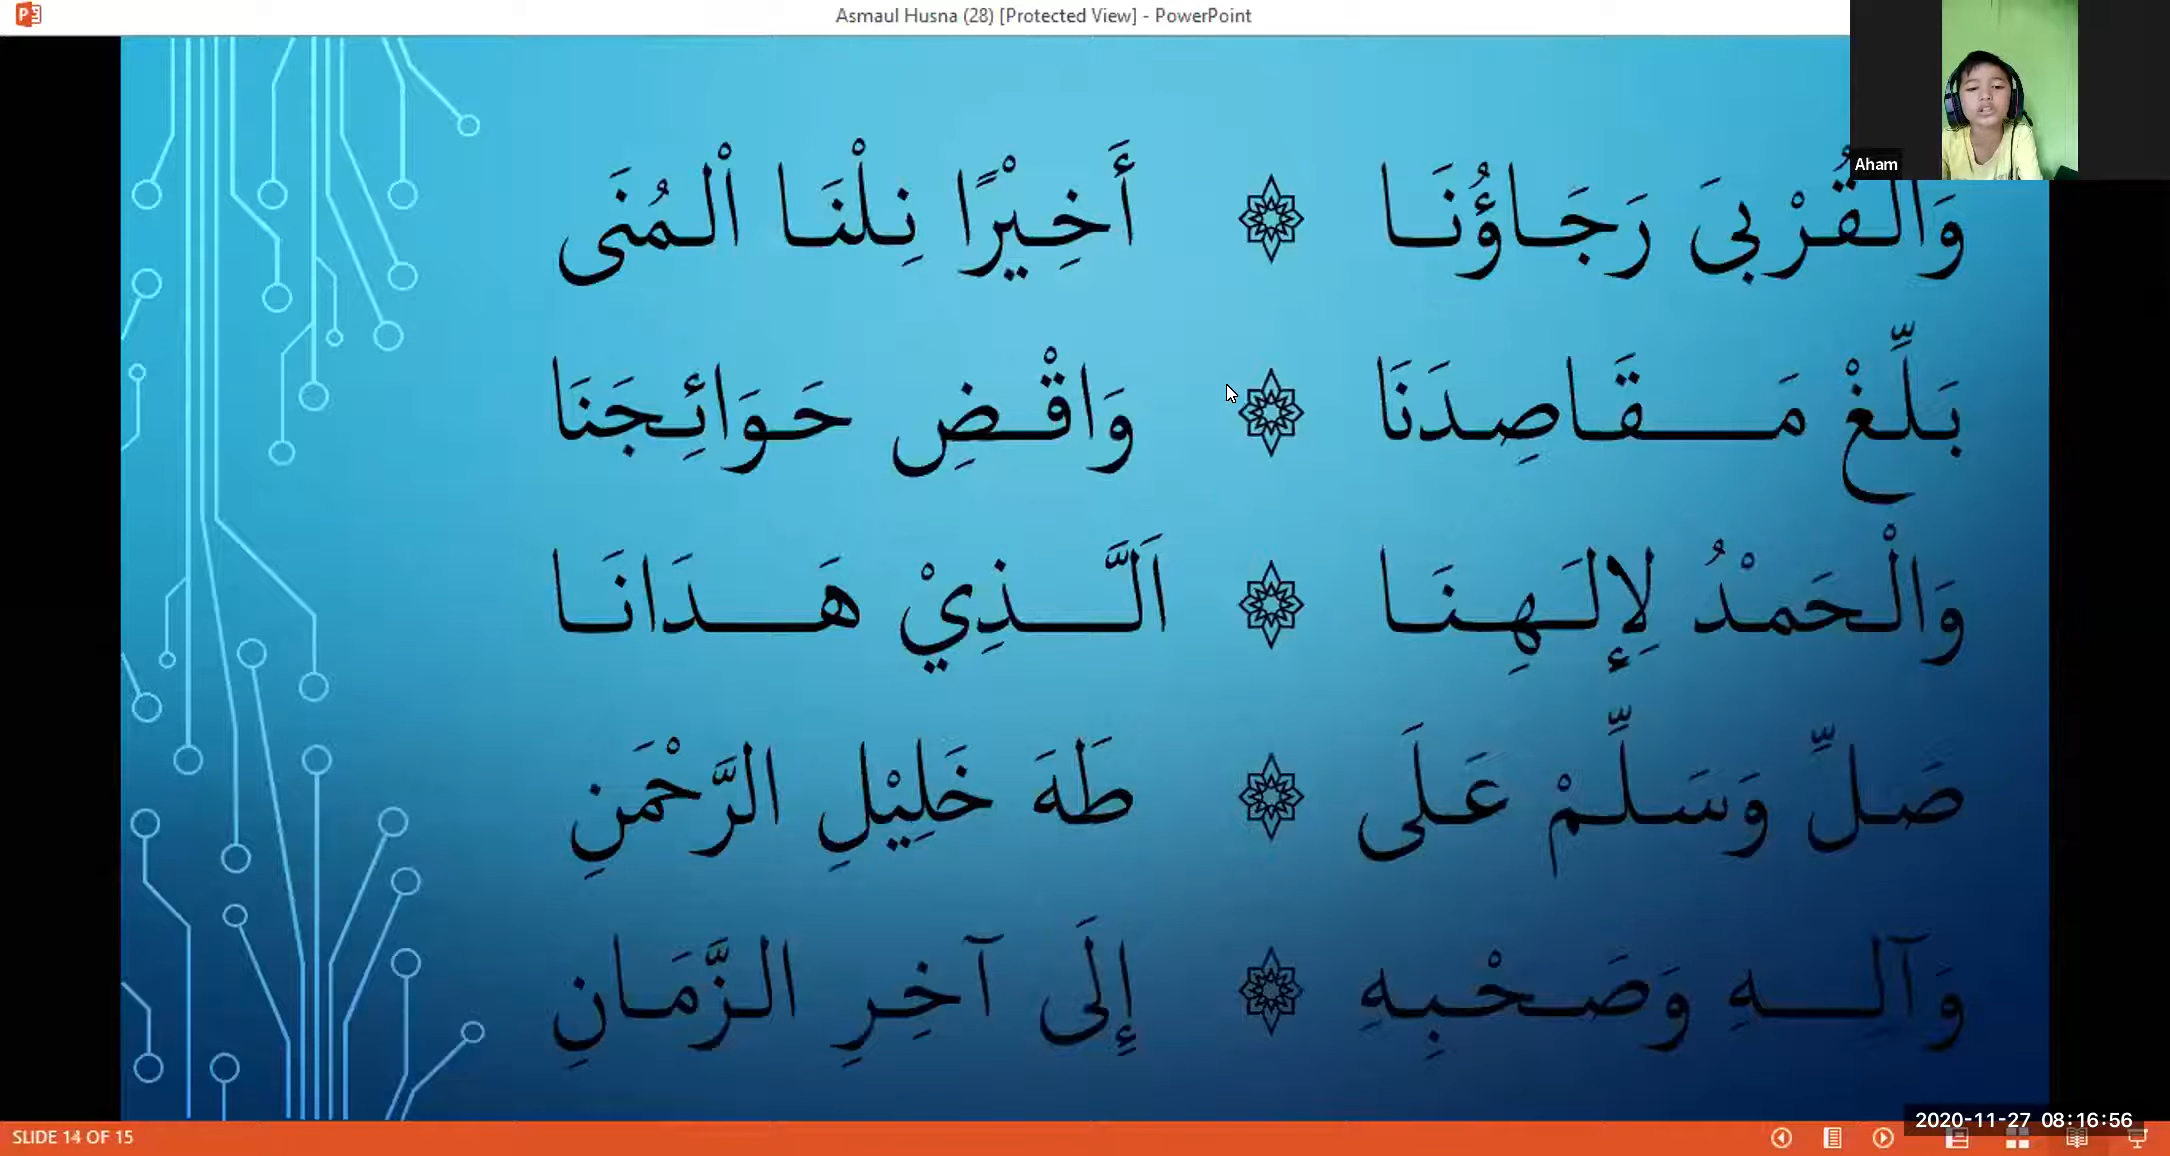 Asmaul Husna (28) [Protected View] - PowerPoint
Aham
وَالْقُرْبىَ رَجَاؤُنَا ۞ أَخِيْرًا نِلْنَا الْمُنَى
بَلِّغْ مَقَاصِدَنَا ۞ وَاقْضِ حَوَائِجَنَا
وَالْحَمْدُ لِإِلَهِنَا ۞ اَلَّذِيْ هَدَانَا
صَلِّ وَسَلِّمْ عَلَى ۞ طَهَ خَلِيْلِ الرَّحْمَنِ
وَآلِهِ وَصَحْبِهِ ۞ إِلَى آخِرِ الزَّمَانِ
2020-11-27 08:16:56
SLIDE 14 OF 15